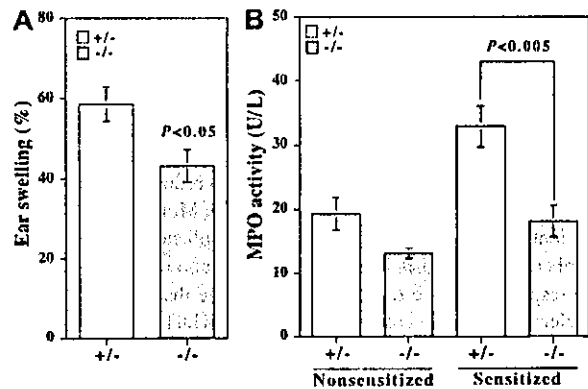 A
Ear swelling (%)
80
60
40
20
0
+/-
-/-
P<0.05
+/-
-/-
B
MPO activity (U/L)
50
40
30
20
10
0
+/-
-/-
P<0.005
+/-
-/-
+/-
-/-
Nonsensitized
Sensitized